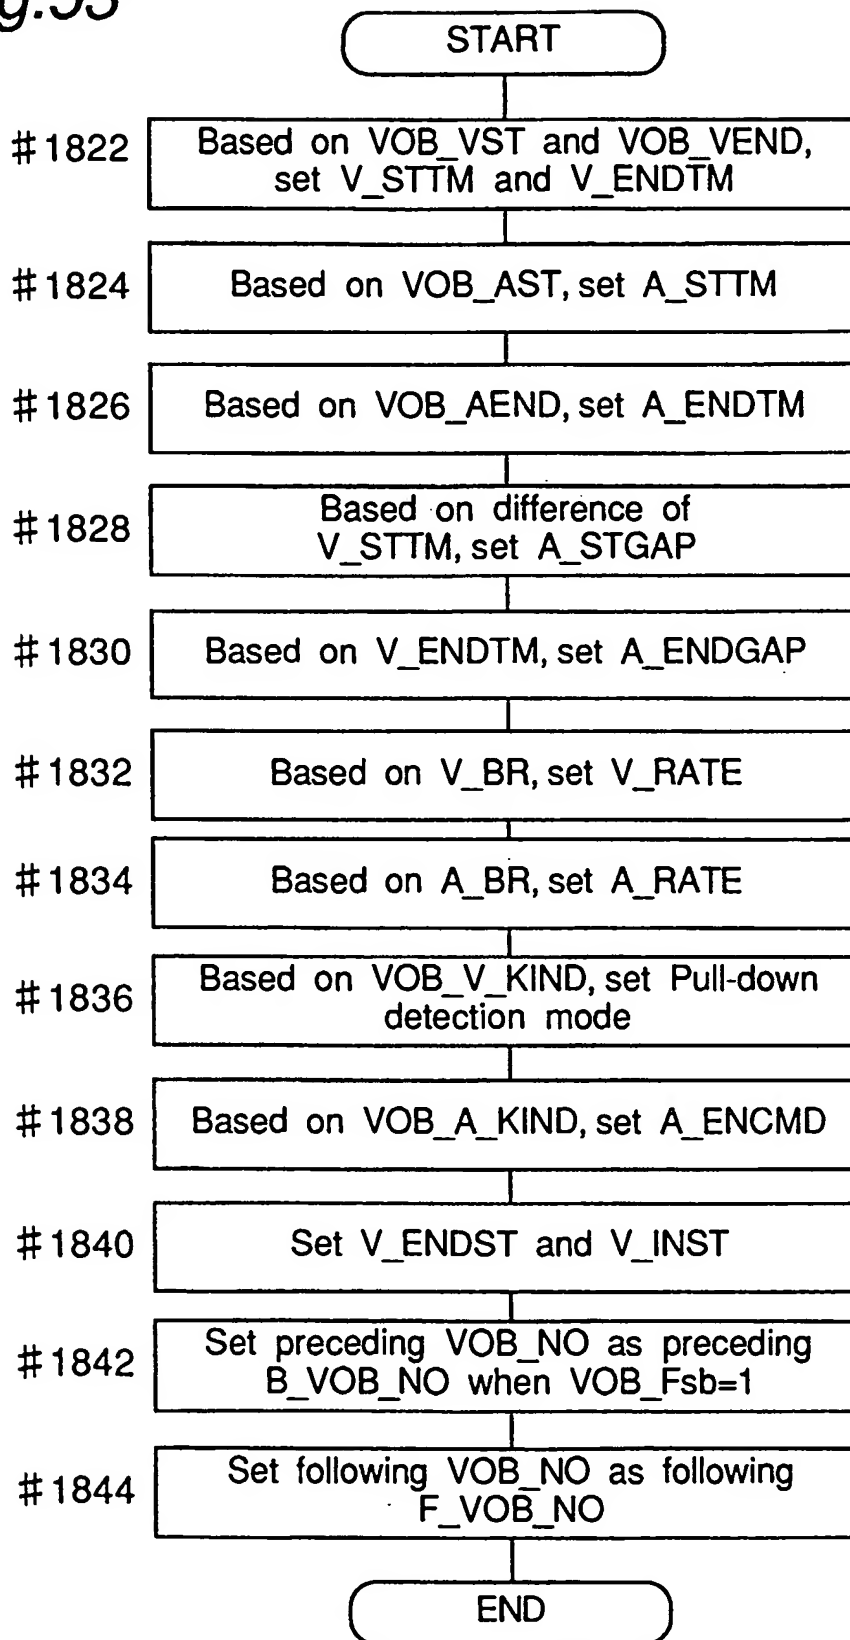 g.53
START
#1822
Based on VOB_VST and VOB_VEND,
set V_STTM and V_ENDTM
#1824
Based on VOB_AST, set A_STTM
#1826
Based on VOB_AEND, set A_ENDTM
#1828
Based on difference of
V_STTM, set A_STGAP
#1830
Based on V_ENDTM, set A_ENDGAP
#1832
Based on V_BR, set V_RATE
#1834
Based on A_BR, set A_RATE
#1836
Based on VOB_V_KIND, set Pull-down
detection mode
#1838
Based on VOB_A_KIND, set A_ENCMD
#1840
Set V_ENDST and V_INST
#1842
Set preceding VOB_NO as preceding
B_VOB_NO when VOB_Fsb=1
#1844
Set following VOB_NO as following
F_VOB_NO
END